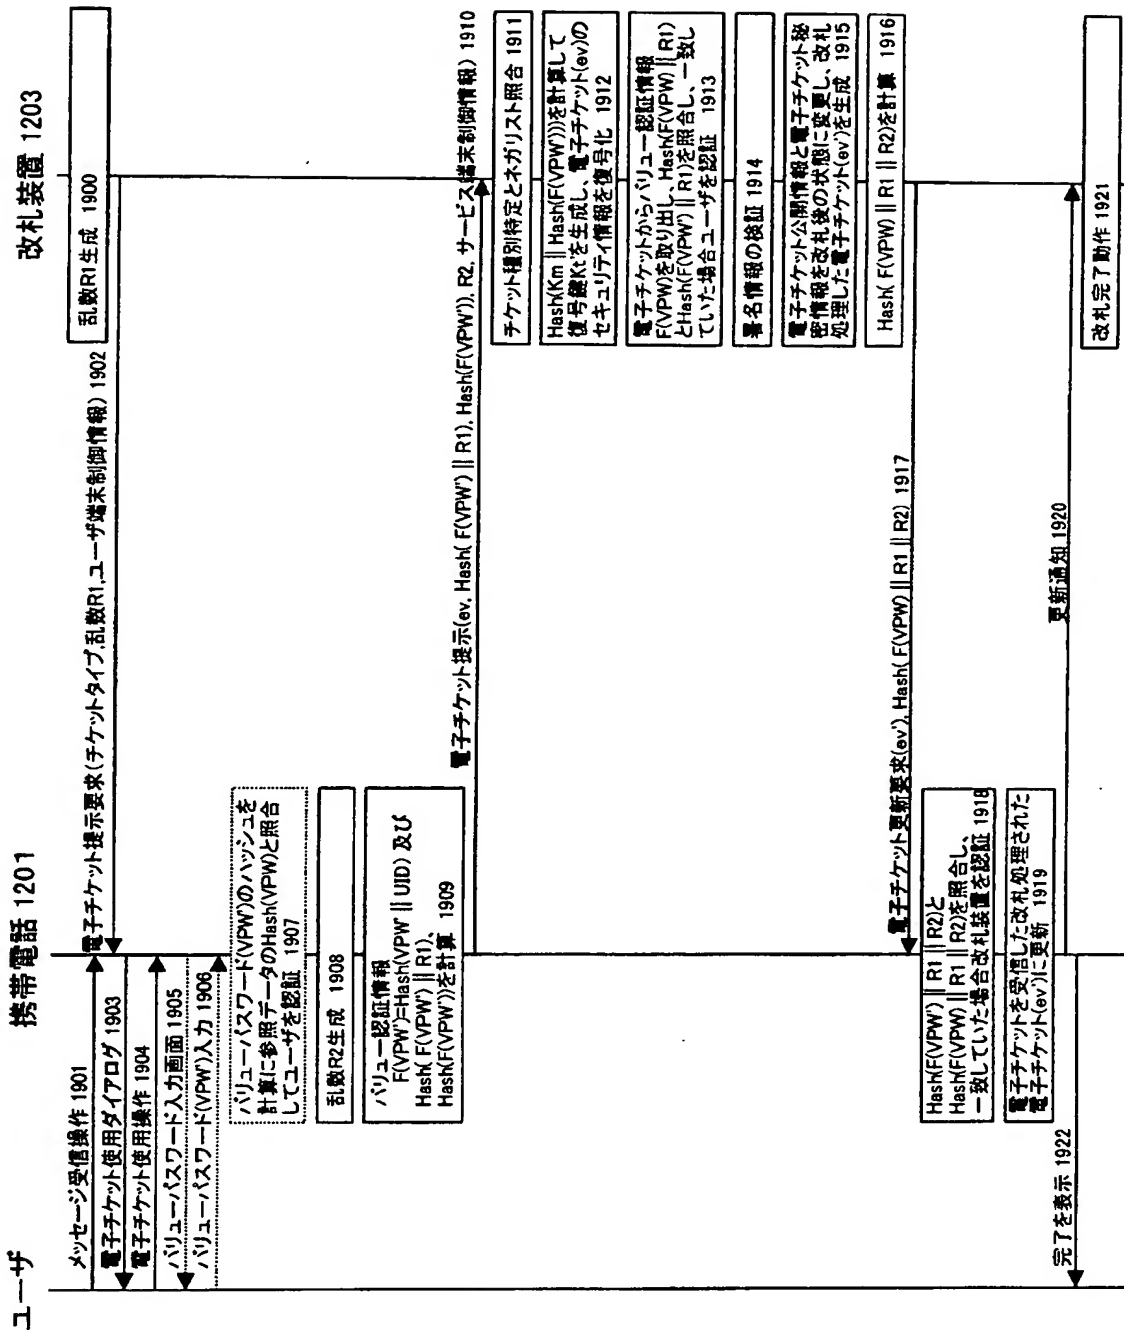 ユーザ
携帯電話 1201
改札装置 1203
乱数R1生成 1900
メッセージ受信操作 1901
電子チケット提示要求(チケットタイプ,乱数R1,ユーザ端末制御情報) 1902
電子チケット使用ダイアログ 1903
電子チケット使用操作 1904
バリューパスワード入力画面 1905
バリューパスワード(VPW')入力 1906
バリューパスワード(VPW')のハッシュを
計算に参照データのHash(VPW)と照合
してユーザを認証 1907
乱数R2生成 1908
バリュー認証情報
F(VPW')=Hash(VPW' || UID) 及び
Hash( F(VPW') || R1)、
Hash(F(VPW'))を計算 1909
電子チケット提示(ev, Hash( F(VPW') || R1), Hash(F(VPW')), R2, サービス端末制御情報) 1910
チケット種別特定とネガリスト照合 1911
Hash(Km || Hash(F(VPW')))を計算して
復号鍵Kt'を生成し、電子チケット(ev)の
セキュリティ情報を復号化 1912
電子チケットからバリュー認証情報
F(VPW)を取り出し、Hash(F(VPW) || R1)
とHash(F(VPW') || R1)を照合し、一致し
ていた場合ユーザを認証 1913
署名情報の検証 1914
電子チケット公開情報と電子チケット秘
密情報を改札後の状態に変更し、改札
処理した電子チケット(ev')を生成 1915
Hash( F(VPW) || R1 || R2)を計算 1916
電子チケット更新要求(ev', Hash( F(VPW) || R1 || R2) 1917
Hash(F(VPW') || R1 || R2)と
Hash(F(VPW) || R1 || R2)を照合し、
一致していた場合改札装置を認証 1918
電子チケットを受信した改札処理された
電子チケット(ev')に更新 1919
更新通知 1920
改札完了動作 1921
完了を表示 1922